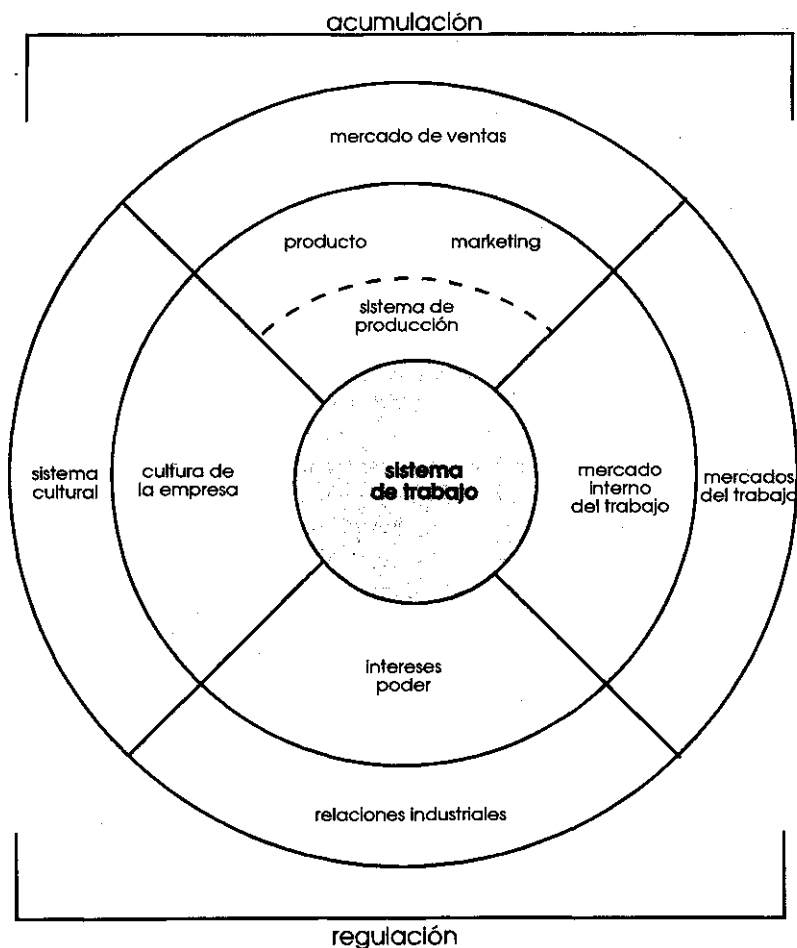 acumulación
mercado de ventas
producto
marketing
sistema de
producción
sistema
cultural
cultura de
la empresa
sistema
de trabajo
mercado
interno
del trabajo
mercados
del trabajo
intereses
poder
relaciones industriales
regulación